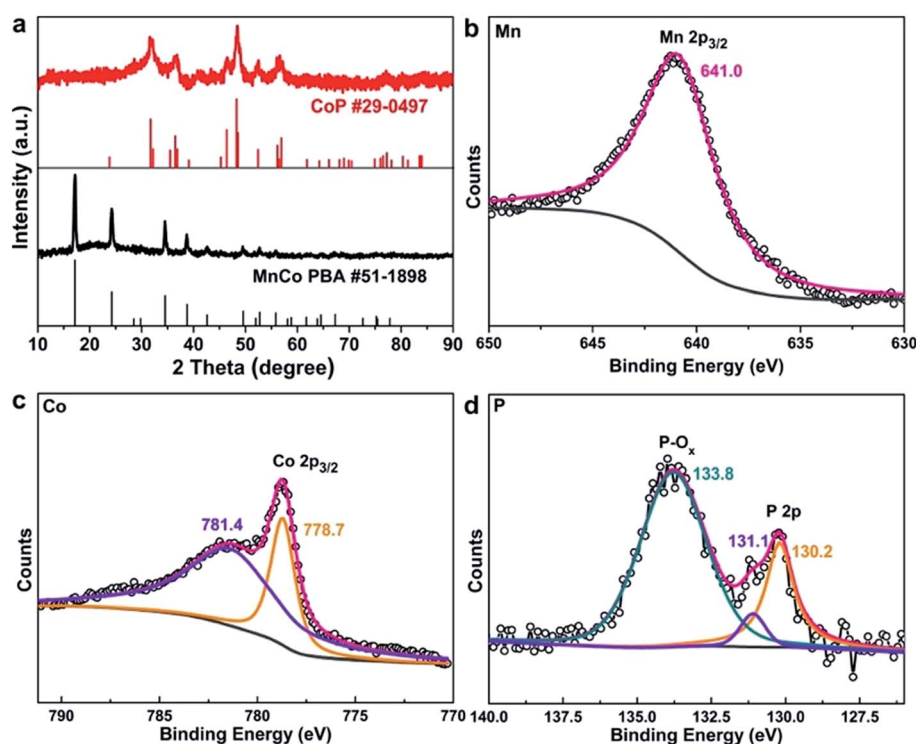 a
Intensity (a.u.)
CoP #29-0497
MnCo PBA #51-1898
10 20 30 40 50 60 70 80 90
2 Theta (degree)
b
Mn
Mn 2p3/2
641.0
Counts
650 645 640 635 630
Binding Energy (eV)
c
Co
Co 2p3/2
781.4
778.7
Counts
790 785 780 775 770
Binding Energy (eV)
d
P
P-Ox
133.8
P 2p
131.1
130.2
Counts
140.0 137.5 135.0 132.5 130.0 127.5
Binding Energy (eV)